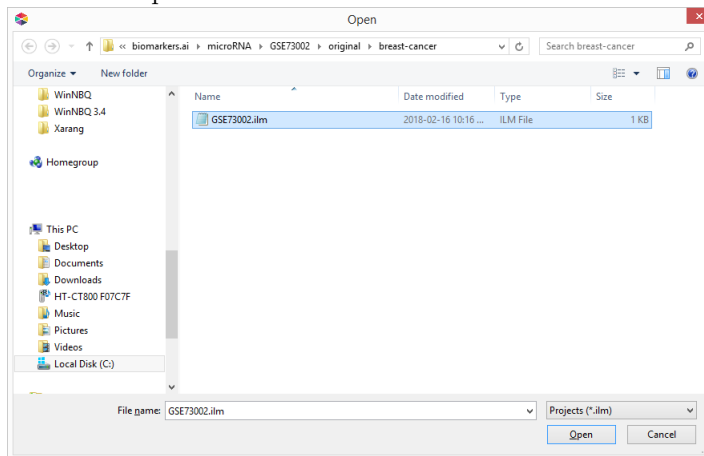 Open
« biomarkers.ai › microRNA › GSE73002 › original › breast-cancer
Search breast-cancer
Organize
New folder
WinNBQ
WinNBQ 3.4
Xarang
Homegroup
This PC
Desktop
Documents
Downloads
HT-CT800 F07C7F
Music
Pictures
Videos
Local Disk (C:)
Name Date modified Type Size
GSE73002.ilm 2018-02-16 10:16 ... ILM File 1 KB
File name: GSE73002.ilm
Projects (*.ilm)
Open Cancel